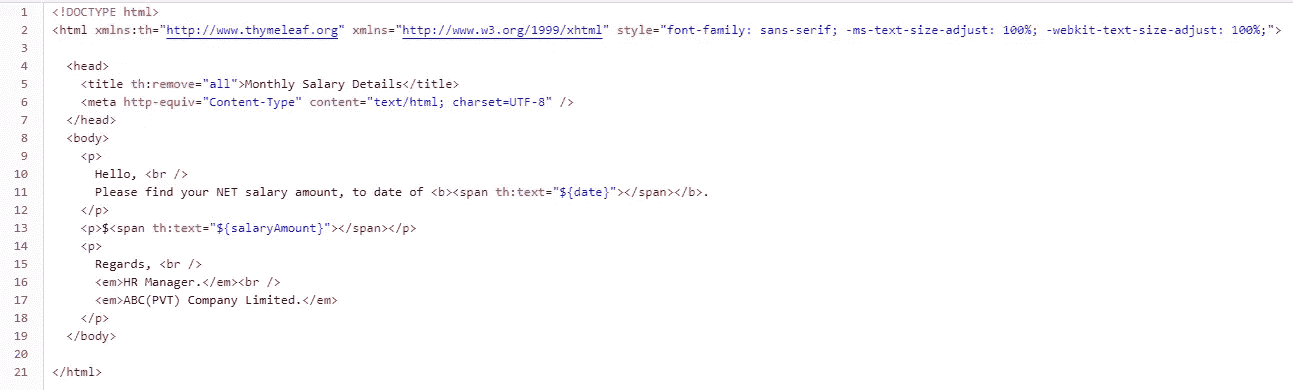 1 <!DOCTYPE html>
2 <html xmlns:th="http://www.thymeleaf.org" xmlns="http://www.w3.org/1999/xhtml" style="font-family: sans-serif; -ms-text-size-adjust: 100%; -webkit-text-size-adjust: 100%;">
3
4 <head>
5 <title th:remove="all">Monthly Salary Details</title>
6 <meta http-equiv="Content-Type" content="text/html; charset=UTF-8" />
7 </head>
8 <body>
9 <p>
10 Hello, <br />
11 Please find your NET salary amount, to date of <b><span th:text="${date}"></span></b>.
12 </p>
13 <p>$<span th:text="${salaryAmount}"></span></p>
14 <p>
15 Regards, <br />
16 <em>HR Manager.</em><br />
17 <em>ABC(PVT) Company Limited.</em>
18 </p>
19 </body>
20
21 </html>